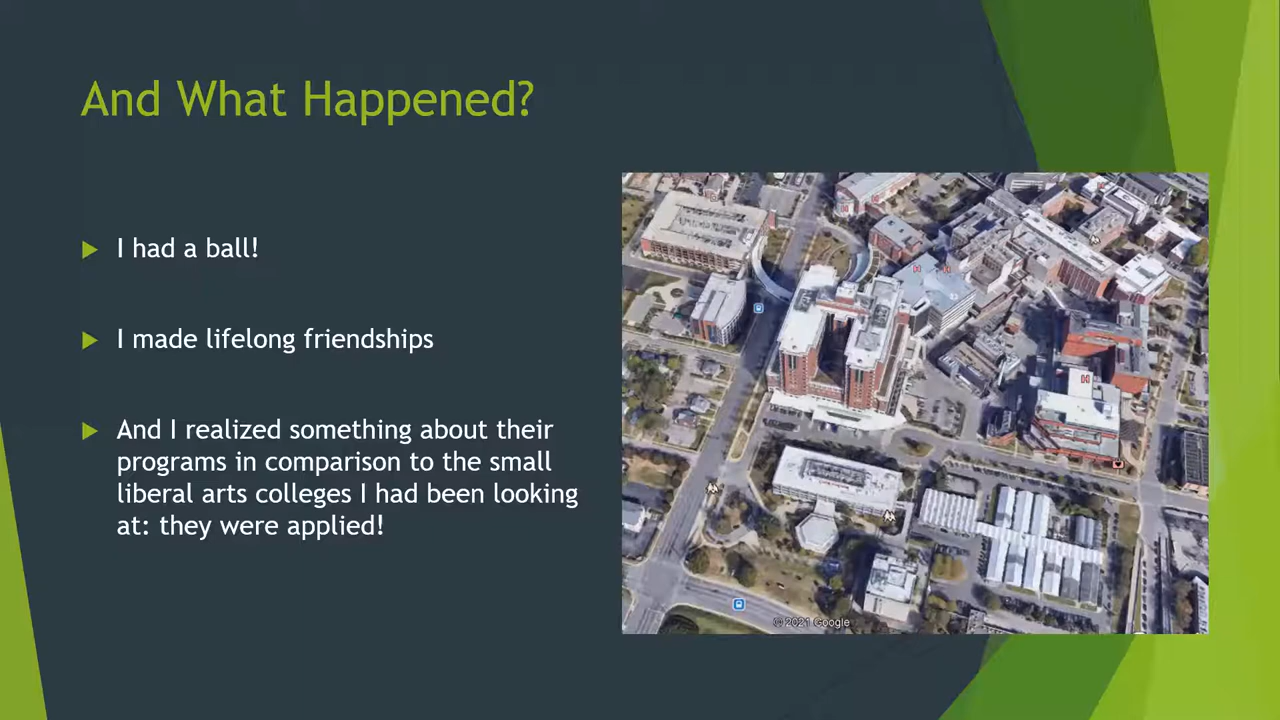 And What Happened?
I had a ball!
I made lifelong friendships
And I realized something about their
programs in comparison to the small
liberal arts colleges I had been looking
at: they were applied!
© 2021 Google